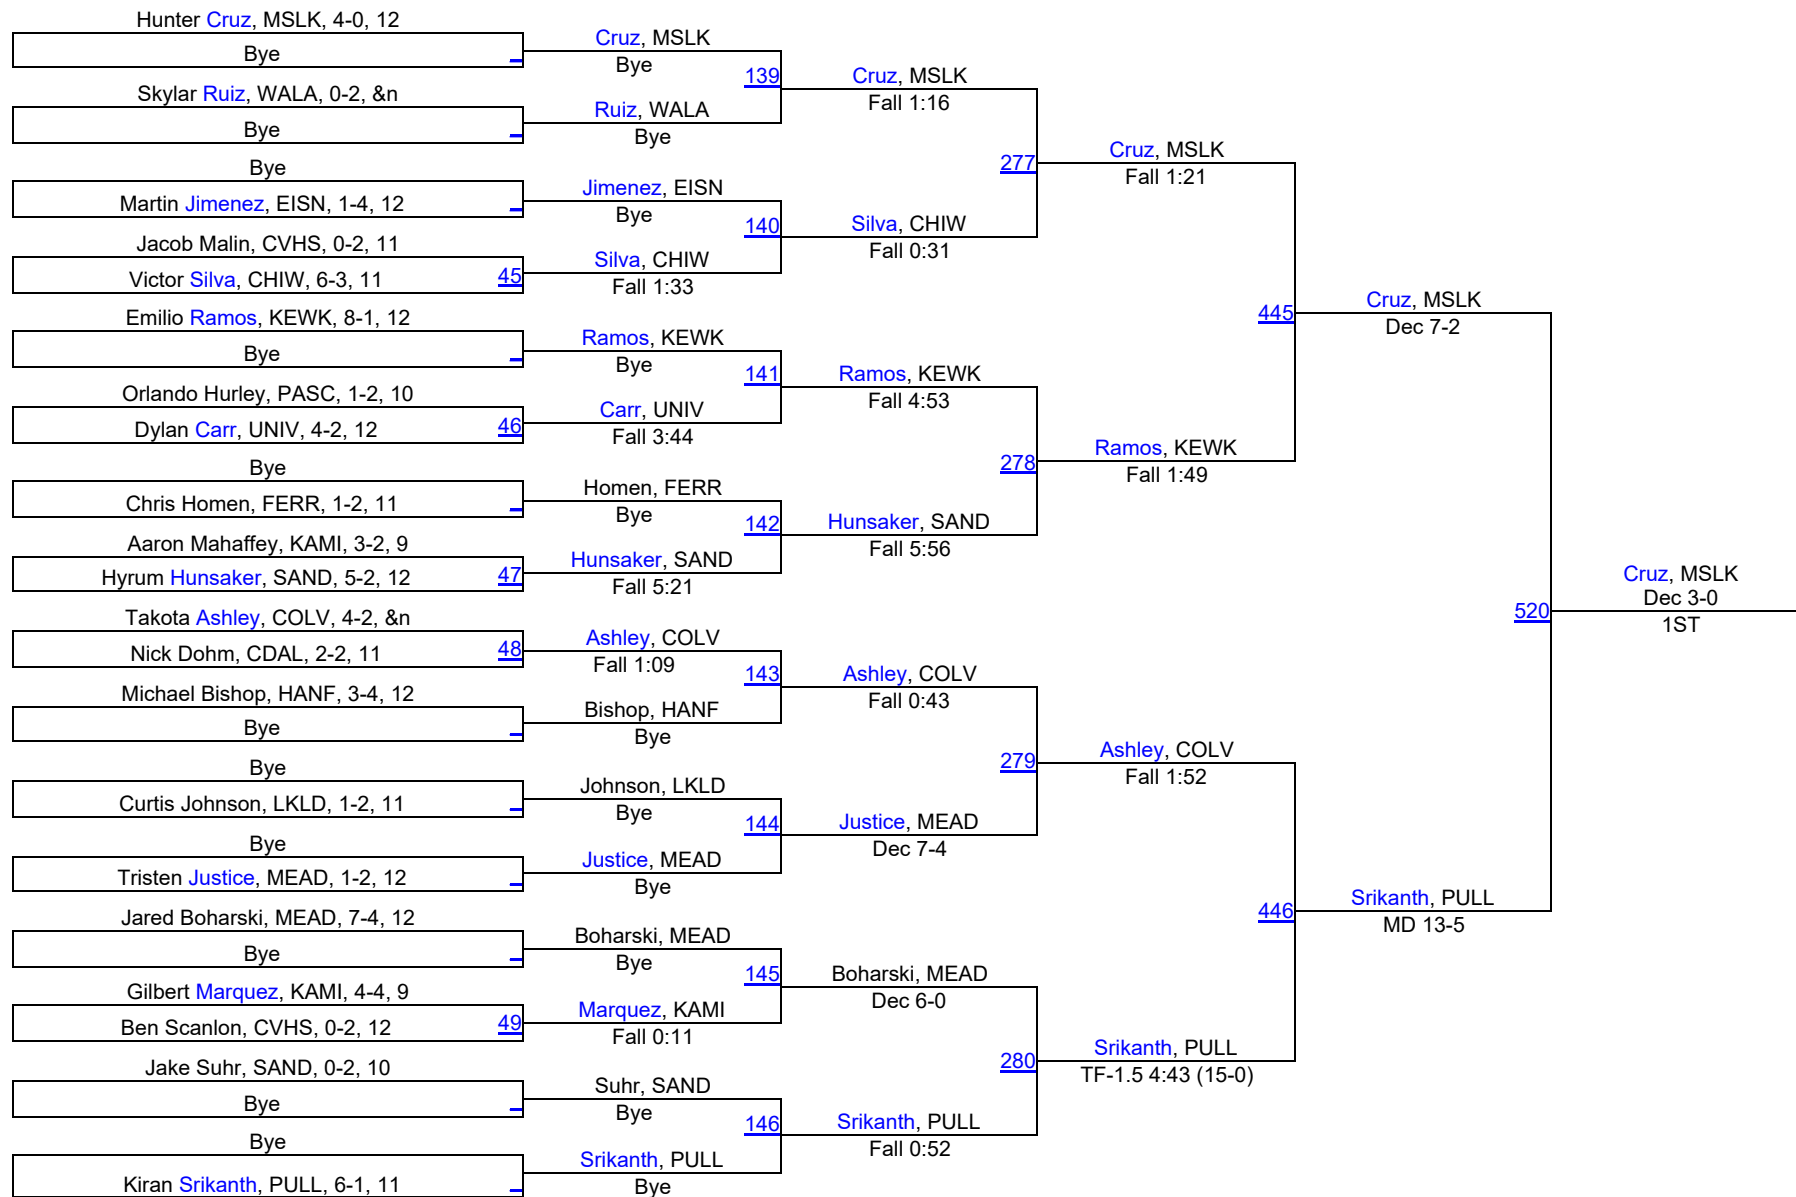 Hunter Cruz, MSLK, 4-0, 12
Bye
Skylar Ruiz, WALA, 0-2, &n
Bye
Bye
Martin Jimenez, EISN, 1-4, 12
Jacob Malin, CVHS, 0-2, 11
Victor Silva, CHIW, 6-3, 11
45
Emilio Ramos, KEWK, 8-1, 12
Bye
Orlando Hurley, PASC, 1-2, 10
Dylan Carr, UNIV, 4-2, 12
46
Bye
Chris Homen, FERR, 1-2, 11
Aaron Mahaffey, KAMI, 3-2, 9
Hyrum Hunsaker, SAND, 5-2, 12
47
Takota Ashley, COLV, 4-2, &n
Nick Dohm, CDAL, 2-2, 11
48
Michael Bishop, HANF, 3-4, 12
Bye
Bye
Curtis Johnson, LKLD, 1-2, 11
Bye
Tristen Justice, MEAD, 1-2, 12
Jared Boharski, MEAD, 7-4, 12
Bye
Gilbert Marquez, KAMI, 4-4, 9
Ben Scanlon, CVHS, 0-2, 12
49
Jake Suhr, SAND, 0-2, 10
Bye
Bye
Kiran Srikanth, PULL, 6-1, 11
Cruz, MSLK
Bye
139
Ruiz, WALA
Bye
Jimenez, EISN
Bye
140
Silva, CHIW
Fall 1:33
Ramos, KEWK
Bye
141
Carr, UNIV
Fall 3:44
Homen, FERR
Bye
142
Hunsaker, SAND
Fall 5:21
Ashley, COLV
Fall 1:09
143
Bishop, HANF
Bye
Johnson, LKLD
Bye
144
Justice, MEAD
Bye
Boharski, MEAD
Bye
145
Marquez, KAMI
Fall 0:11
Suhr, SAND
Bye
146
Srikanth, PULL
Bye
Cruz, MSLK
Fall 1:16
277
Silva, CHIW
Fall 0:31
Ramos, KEWK
Fall 4:53
278
Hunsaker, SAND
Fall 5:56
Ashley, COLV
Fall 0:43
279
Justice, MEAD
Dec 7-4
Boharski, MEAD
Dec 6-0
280
Srikanth, PULL
Fall 0:52
Cruz, MSLK
Fall 1:21
445
Ramos, KEWK
Fall 1:49
Ashley, COLV
Fall 1:52
446
Srikanth, PULL
TF-1.5 4:43 (15-0)
Cruz, MSLK
Dec 7-2
520
Srikanth, PULL
MD 13-5
Cruz, MSLK
Dec 3-0
1ST